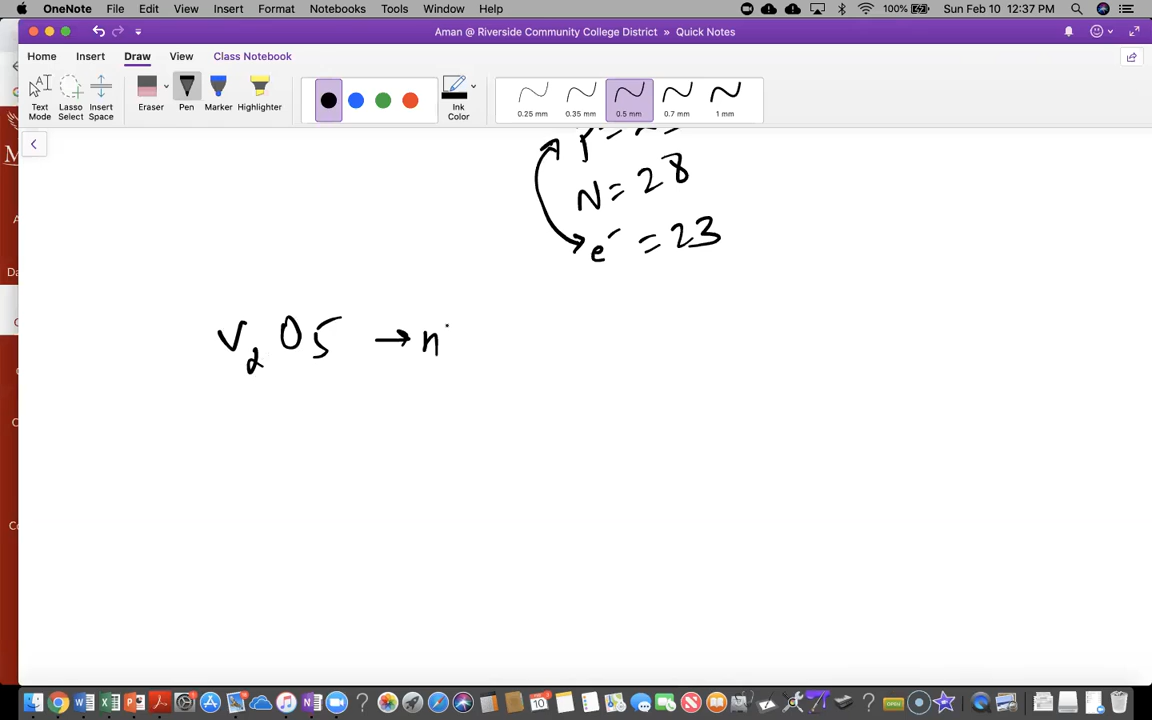 OneNote File Edit View Insert Format Notebooks Tools Window Help 100% Sun Feb 10 12:37 PM
Aman @ Riverside Community College District » Quick Notes
Home Insert Draw View Class Notebook
Text Mode Lasso Select Insert Space Eraser Pen Marker Highlighter Ink Color 0.25 mm 0.35 mm 0.5 mm 0.7 mm 1 mm
N = 28
e⁻ = 23
V₂O5 → n